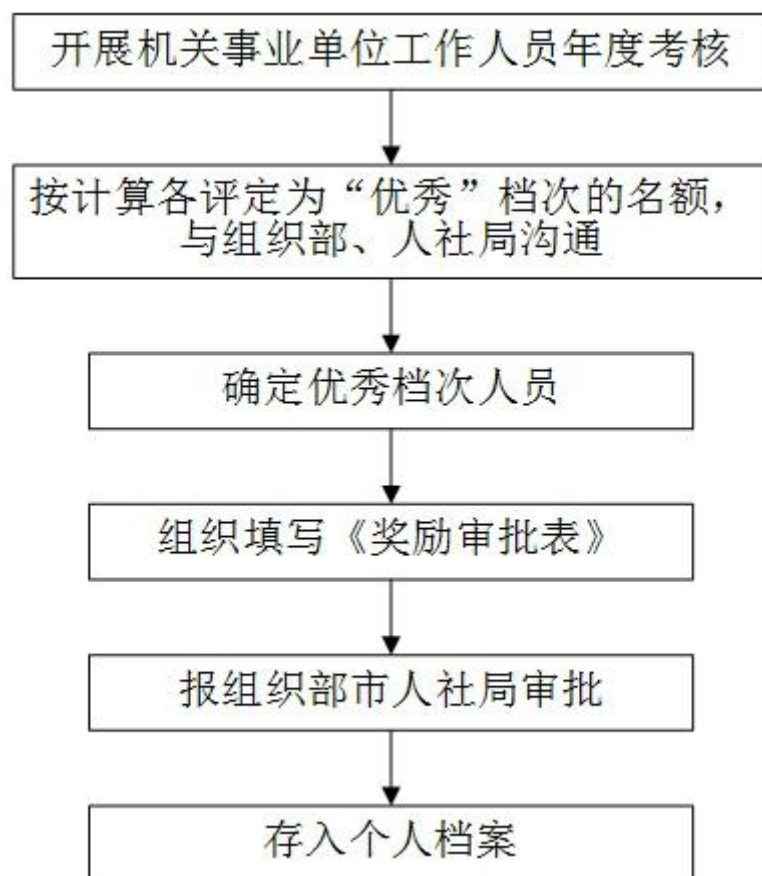 开展机关事业单位工作人员年度考核
按计算各评定为“优秀”档次的名额，
与组织部、人社局沟通
确定优秀档次人员
组织填写《奖励审批表》
报组织部市人社局审批
存入个人档案